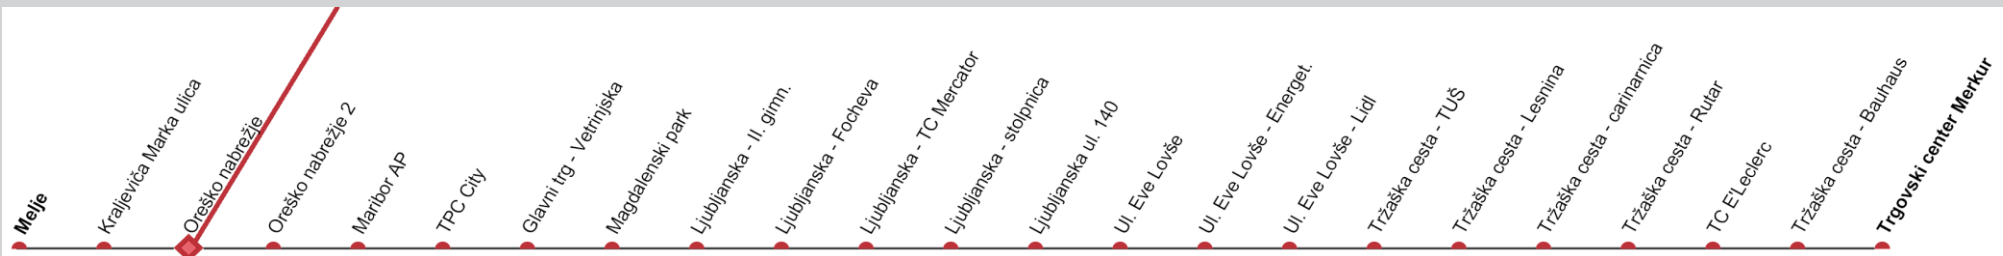 Melje
Kraljeviča Marka ulica
Oreško nabrežje
Oreško nabrežje 2
Maribor AP
TPC City
Glavni trg - Vetrinjska
Magdalenski park
Ljubljanska - II. gimn.
Ljubljanska - Focheva
Ljubljanska - TC Mercator
Ljubljanska - stolpnica
Ljubljanska ul. 140
Ul. Eve Lovše
Ul. Eve Lovše - Energet.
Ul. Eve Lovše - Lidl
Tržaška cesta - TUŠ
Tržaška cesta - Lesnina
Tržaška cesta - carinarnica
Tržaška cesta - Rutar
TC E'Leclerc
Tržaška cesta - Bauhaus
Trgovski center Merkur